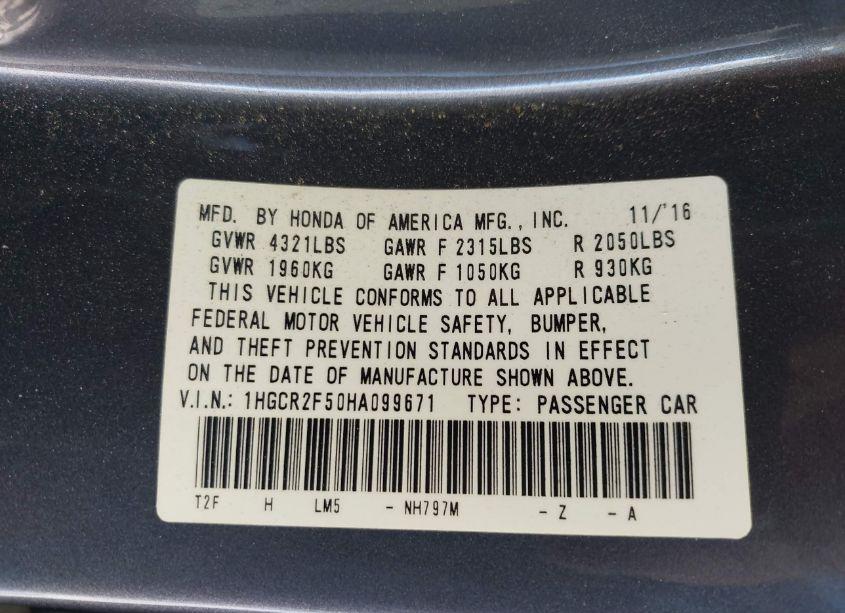 MFD. BY HONDA OF AMERICA MFG., INC. 11/'16
GVWR 4321LBS GAWR F 2315LBS R 2050LBS
GVWR 1960KG GAWR F 1050KG R 930KG
THIS VEHICLE CONFORMS TO ALL APPLICABLE
FEDERAL MOTOR VEHICLE SAFETY, BUMPER,
AND THEFT PREVENTION STANDARDS IN EFFECT
ON THE DATE OF MANUFACTURE SHOWN ABOVE.
V.I.N.: 1HGCR2F50HA099671 TYPE: PASSENGER CAR
T2F H LM5 - NH797M - Z - A